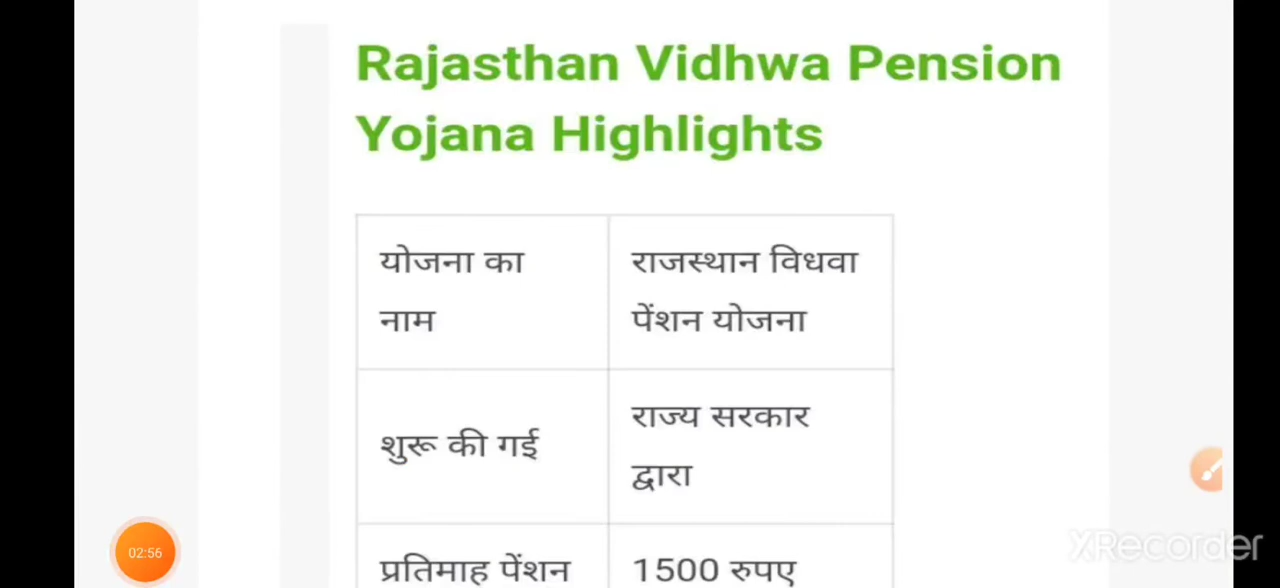 Rajasthan Vidhwa Pension
Yojana Highlights
योजना का
नाम
राजस्थान विधवा
पेंशन योजना
शुरू की गई
राज्य सरकार
द्वारा
प्रतिमाह पेंशन
1500 रुपए
02:56
XRecorder